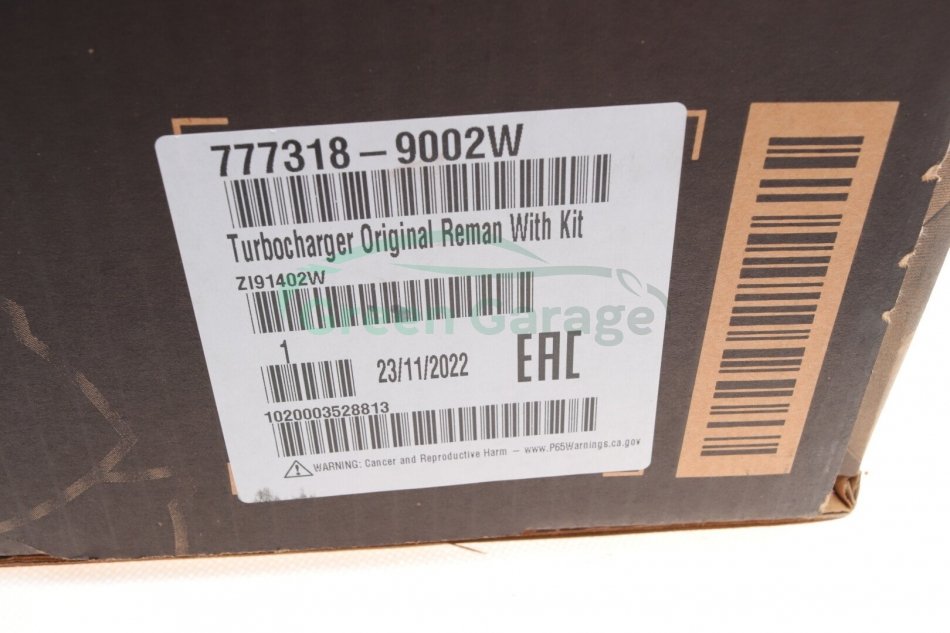 777318-9002W
Turbocharger Original Reman With Kit
ZI91402W
Green Garage
1
23/11/2022
EAC
1020003528813
WARNING: Cancer and Reproductive Harm - www.P65Warnings.ca.gov